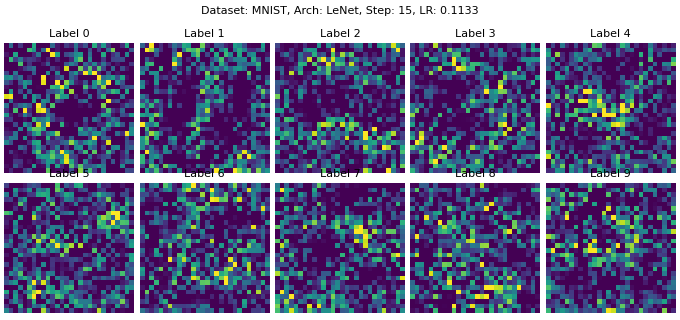 Dataset: MNIST, Arch: LeNet, Step: 15, LR: 0.1133
Label 0 Label 1 Label 2 Label 3 Label 4
Label 5 Label 6 Label 7 Label 8 Label 9